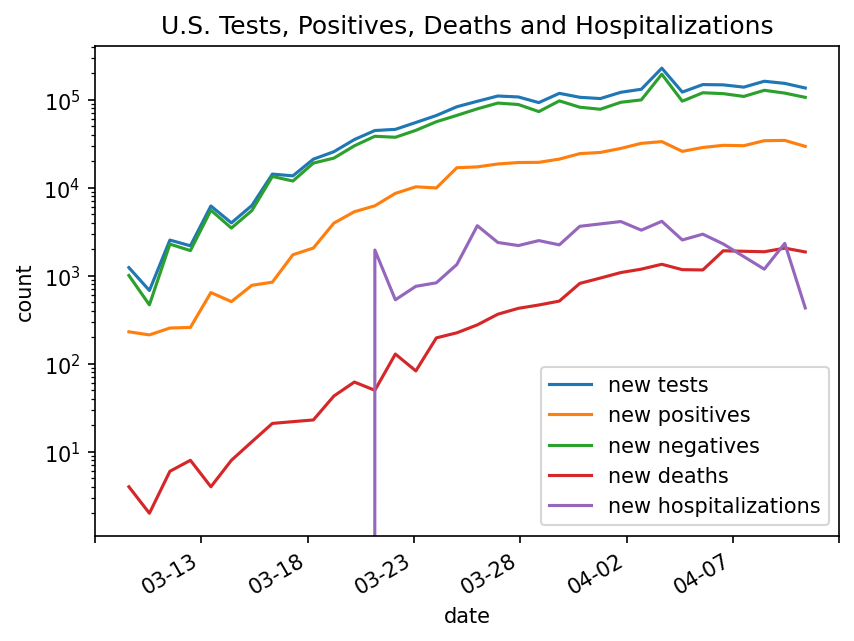 U.S. Tests, Positives, Deaths and Hospitalizations
count
10^5
10^4
10^3
10^2
10^1
new tests
new positives
new negatives
new deaths
new hospitalizations
03-13
03-18
03-23
03-28
04-02
04-07
date